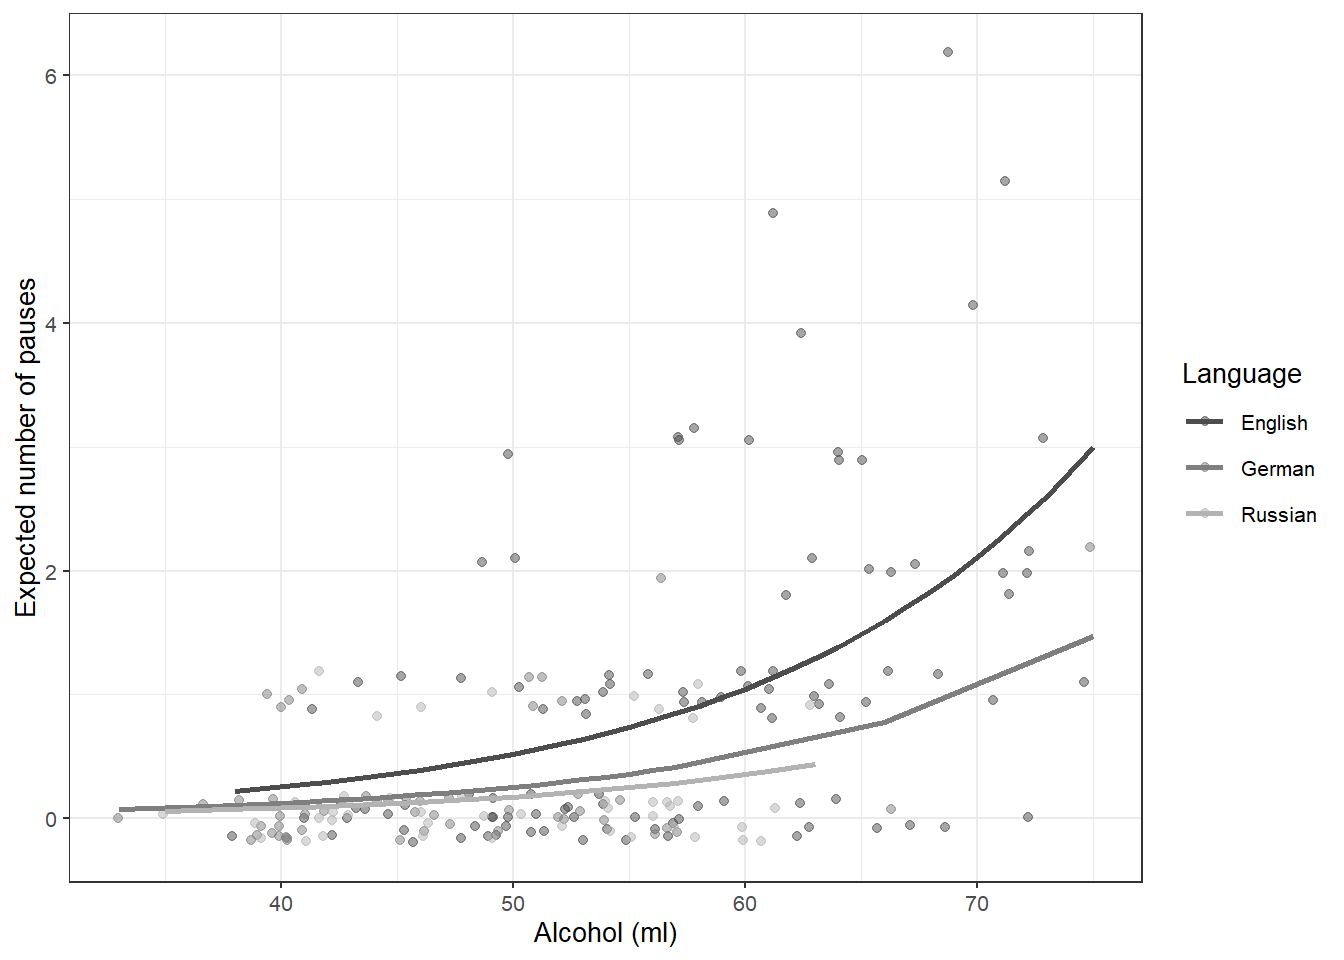 6
4
2
0
Expected number of pauses
40 50 60 70
Alcohol (ml)
Language
English
German
Russian